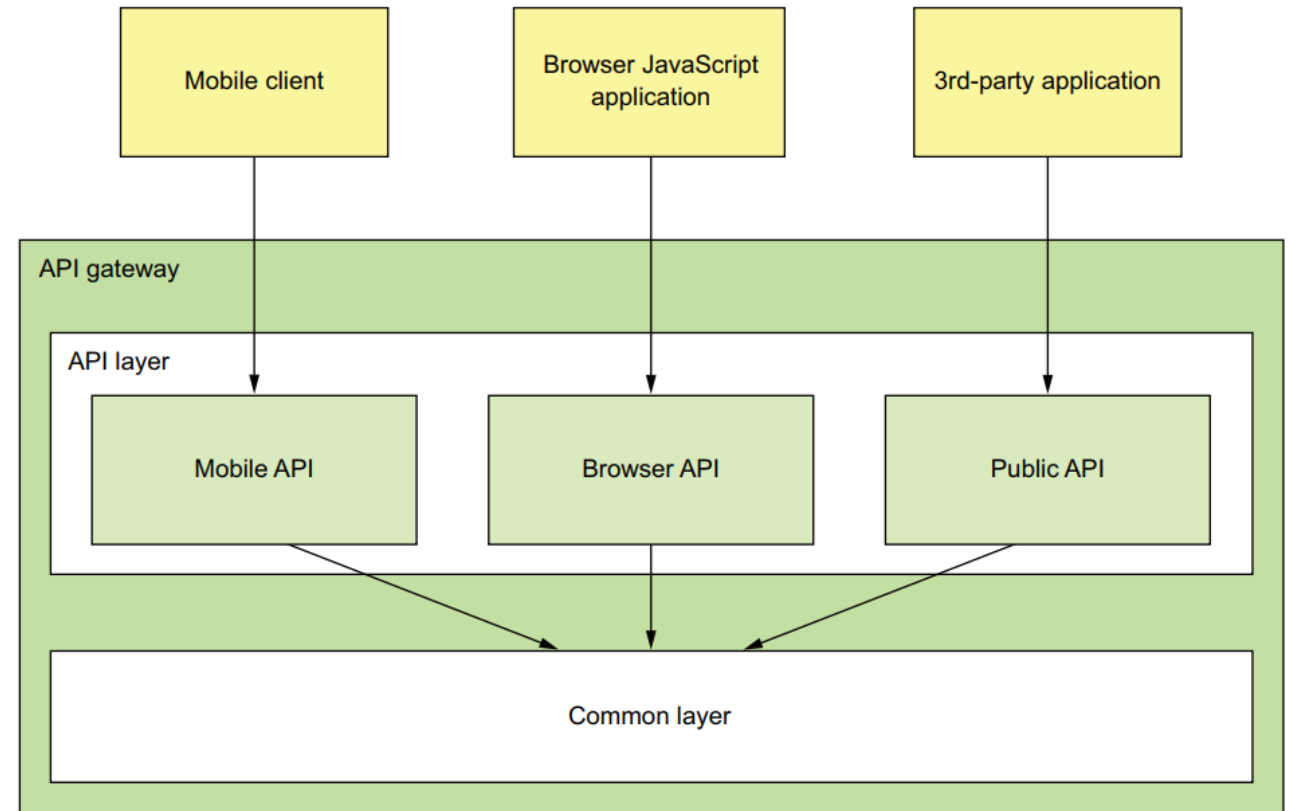 Mobile client
Browser JavaScript
application
3rd-party application
API gateway
API layer
Mobile API
Browser API
Public API
Common layer